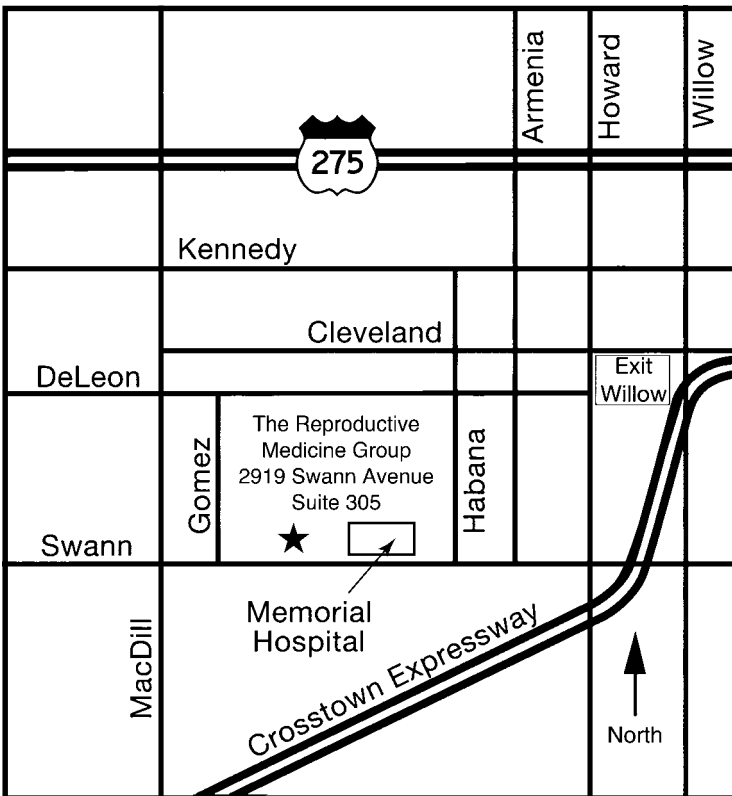 Armenia
Howard
Willow
275
Kennedy
Cleveland
DeLeon
Exit
Willow
The Reproductive
Medicine Group
2919 Swann Avenue
Suite 305
Gomez
Habana
Swann
Memorial
Hospital
MacDill
Crosstown Expressway
North